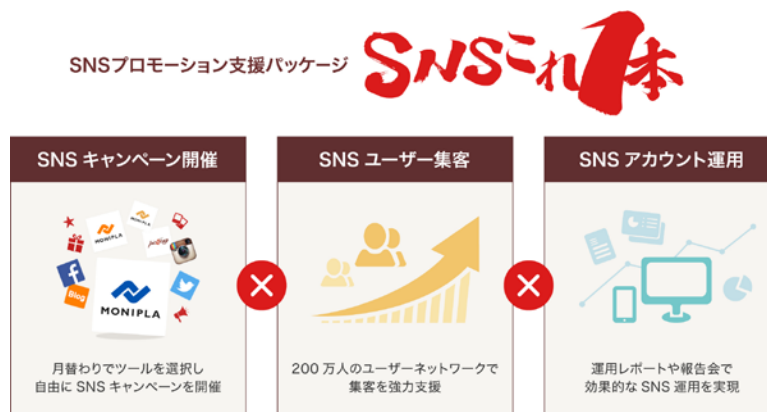 SNSプロモーション支援パッケージ SNSこれ1本
SNS キャンペーン開催
MONIPLA
MONIPLA
Blog
MONIPLA
月替わりでツールを選択し
自由に SNS キャンペーンを開催
SNS ユーザー集客
200 万人のユーザーネットワークで
集客を強力支援
SNS アカウント運用
運用レポートや報告会で
効果的な SNS 運用を実現